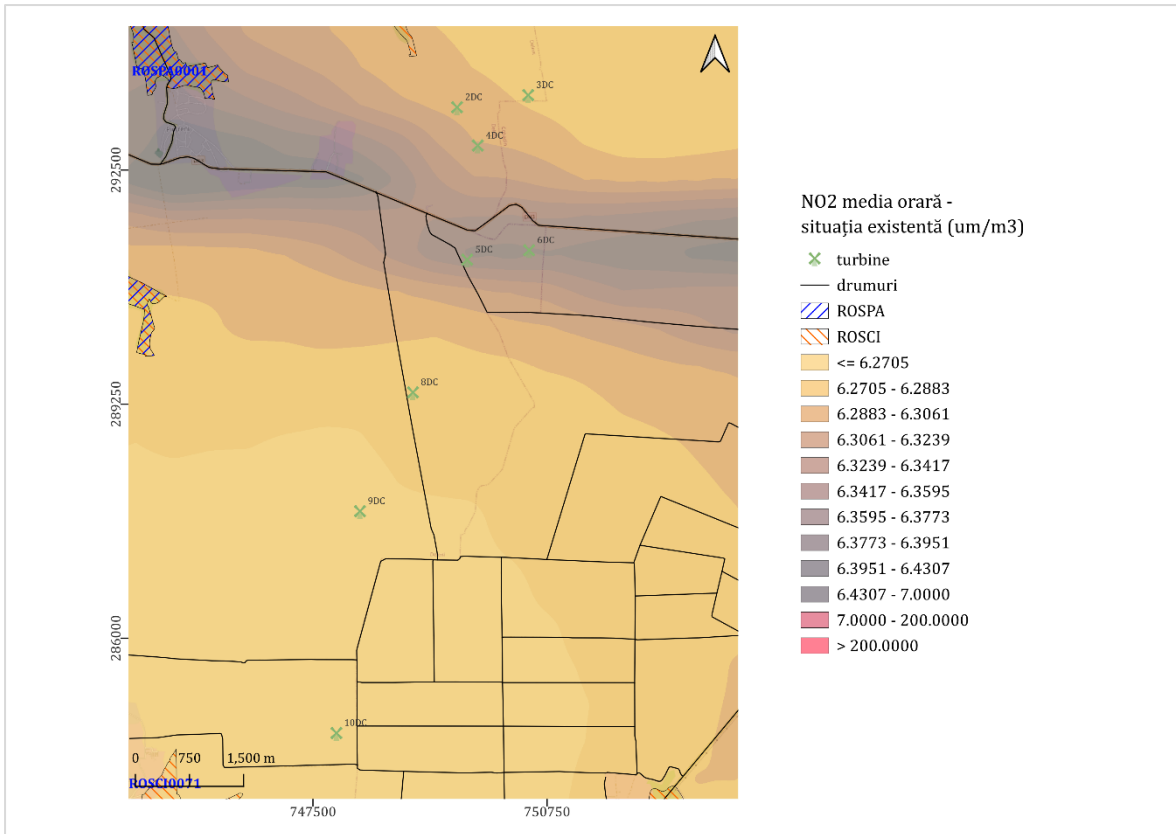 ROSPA0001
2DC
3DC
4DC
5DC
6DC
8DC
9DC
10DC
0 750 1,500 m
ROSCI0071
292500
289250
286000
747500
750750
NO2 media orară -
situația existentă (um/m3)
turbine
drumuri
ROSPA
ROSCI
<= 6.2705
6.2705 - 6.2883
6.2883 - 6.3061
6.3061 - 6.3239
6.3239 - 6.3417
6.3417 - 6.3595
6.3595 - 6.3773
6.3773 - 6.3951
6.3951 - 6.4307
6.4307 - 7.0000
7.0000 - 200.0000
> 200.0000